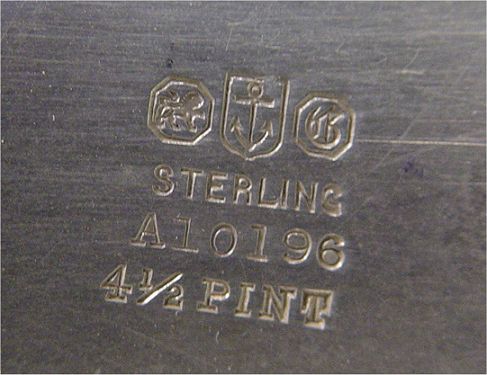 G
STERLING
A10196
4½ PINT